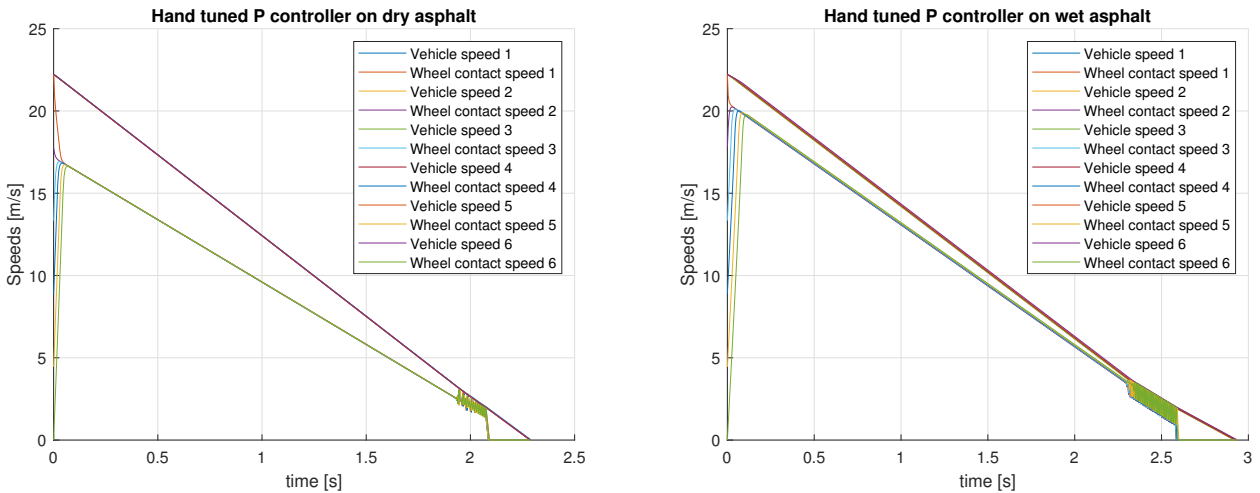 Hand tuned P controller on dry asphalt
25
20
15
10
5
0
Speeds [m/s]
Vehicle speed 1
Wheel contact speed 1
Vehicle speed 2
Wheel contact speed 2
Vehicle speed 3
Wheel contact speed 3
Vehicle speed 4
Wheel contact speed 4
Vehicle speed 5
Wheel contact speed 5
Vehicle speed 6
Wheel contact speed 6
0 0.5 1 1.5 2 2.5
time [s]
Hand tuned P controller on wet asphalt
25
20
15
10
5
0
Speeds [m/s]
Vehicle speed 1
Wheel contact speed 1
Vehicle speed 2
Wheel contact speed 2
Vehicle speed 3
Wheel contact speed 3
Vehicle speed 4
Wheel contact speed 4
Vehicle speed 5
Wheel contact speed 5
Vehicle speed 6
Wheel contact speed 6
0 0.5 1 1.5 2 2.5 3
time [s]